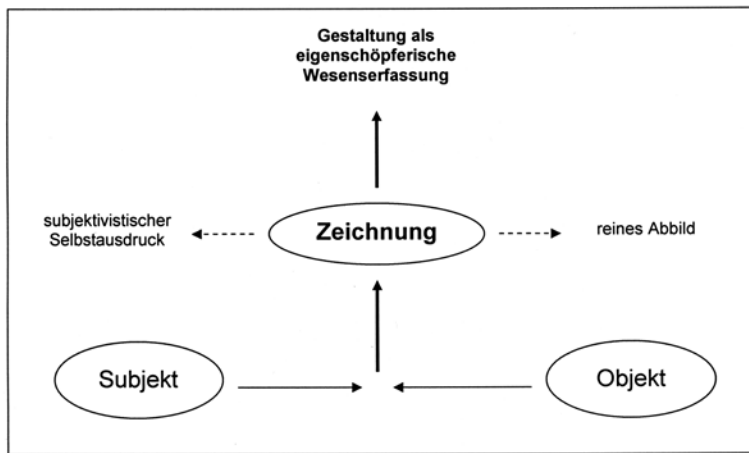 Gestaltung als
eigenschöpferische
Wesenserfassung
subjektivistischer
Selbstausdruck
Zeichnung
reines Abbild
Subjekt
Objekt